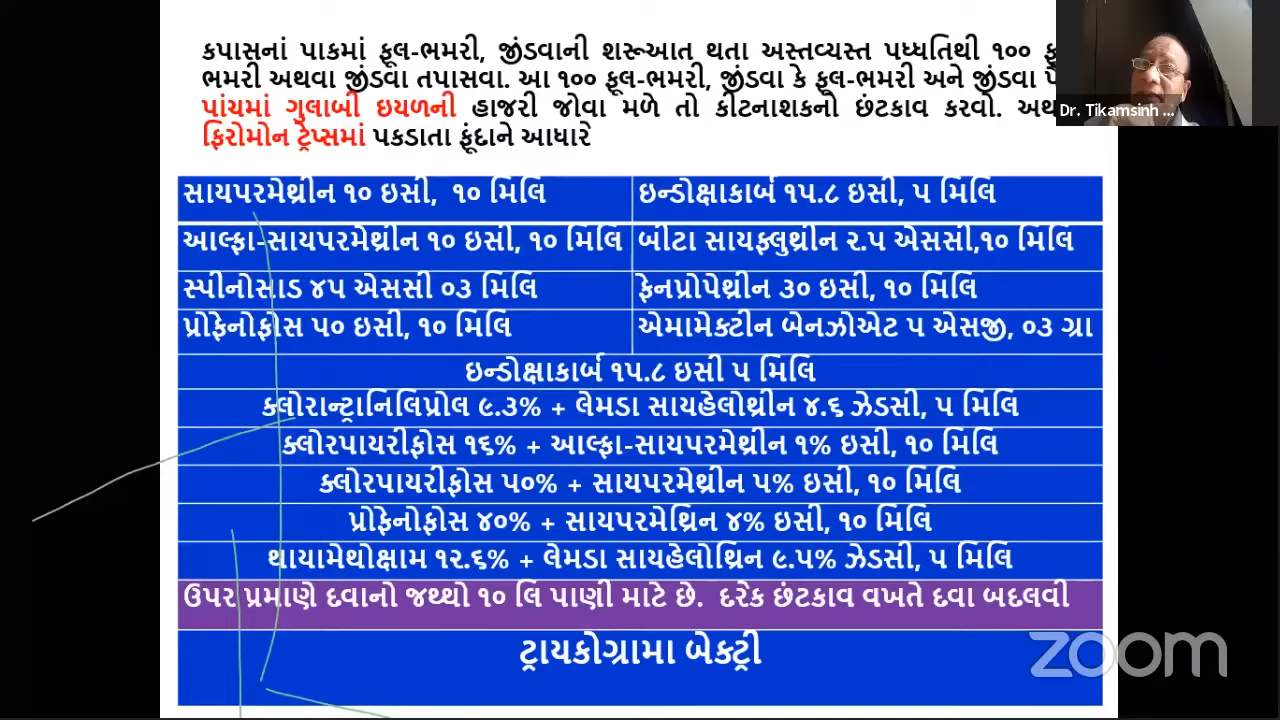 કપાસનાં પાકમાં ફૂલ-ભમરી, જીંડવાની શરૂઆત થતા અસ્તવ્યસ્ત પધ્ધતિથી ૧૦૦
ભમરી અથવા જીંડવા તપાસવા. આ ૧૦૦ ફૂલ-ભમરી, જીંડવા કે ફૂલ-ભમરી અને જીંડવા
પાંચમાં ગુલાબી ઇયળની હાજરી જોવા મળે તો કીટનાશકનો છંટકાવ કરવો.
ફિરોમોન ટ્રેપ્સમાં પકડાતા ફૂંદાને આધારે
Dr. Tikamsinh ...
સાયપરમેથ્રીન ૧૦ ઇસી, ૧૦ મિલિ
ઇન્ડોક્ષાકાર્બ ૧૫.૮ ઇસી, ૫ મિલિ
આલ્ફા-સાયપરમેથ્રીન ૧૦ ઇસી, ૧૦ મિલિ
બીટા સાયફ્લુથ્રીન ૨.૫ એસસી,૧૦ મિલિ
સ્પીનોસાડ ૪૫ એસસી ૦૩ મિલિ
ફેનપ્રોપેથ્રીન ૩૦ ઇસી, ૧૦ મિલિ
પ્રોફેનોફોસ ૫૦ ઇસી, ૧૦ મિલિ
એમામેક્ટીન બેનઝોએટ ૫ એસજી, ૦૩ ગ્રા
ઇન્ડોક્ષાકાર્બ ૧૫.૮ ઇસી ૫ મિલિ
ક્લોરાન્ટ્રાનિલિપ્રોલ ૯.૩% + લેમડા સાયહેલોથ્રીન ૪.૬ ઝેડસી, ૫ મિલિ
ક્લોરપાયરીફોસ ૧૬% + આલ્ફા-સાયપરમેથ્રીન ૧% ઇસી, ૧૦ મિલિ
ક્લોરપાયરીફોસ ૫૦% + સાયપરમેથ્રીન ૫% ઇસી, ૧૦ મિલિ
પ્રોફેનોફોસ ૪૦% + સાયપરમેથ્રિન ૪% ઇસી, ૧૦ મિલિ
થાયામેથોક્ષામ ૧૨.૬% + લેમડા સાયહેલોથ્રિન ૯.૫% ઝેડસી, ૫ મિલિ
ઉપર પ્રમાણે દવાનો જથ્થો ૧૦ લિ પાણી માટે છે. દરેક છંટકાવ વખતે દવા બદલવી
ટ્રાયકોગ્રામા બેક્ટ્રી
zoom